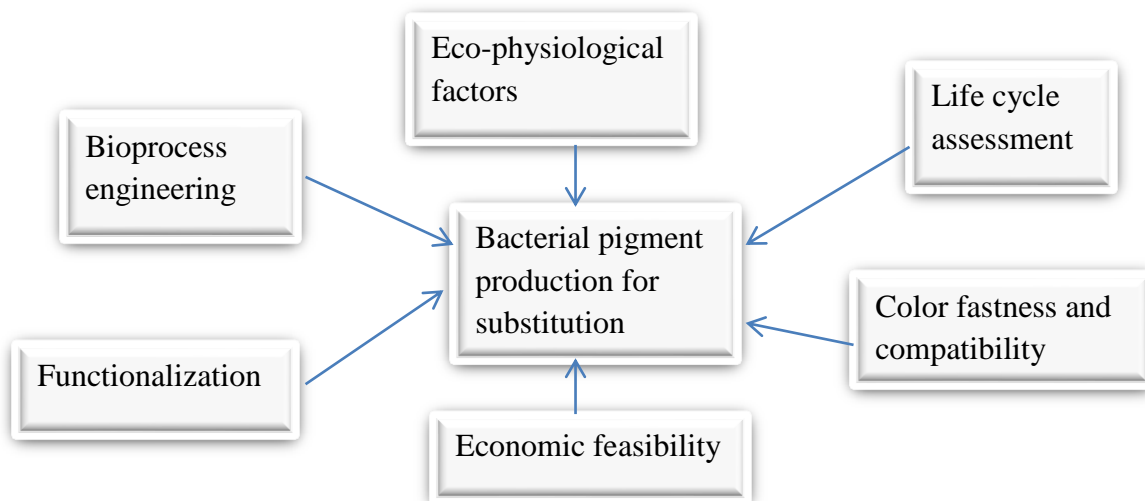 Eco-physiological
factors
Life cycle
assessment
Bioprocess
engineering
Bacterial pigment
production for
substitution
Color fastness and
compatibility
Functionalization
Economic feasibility